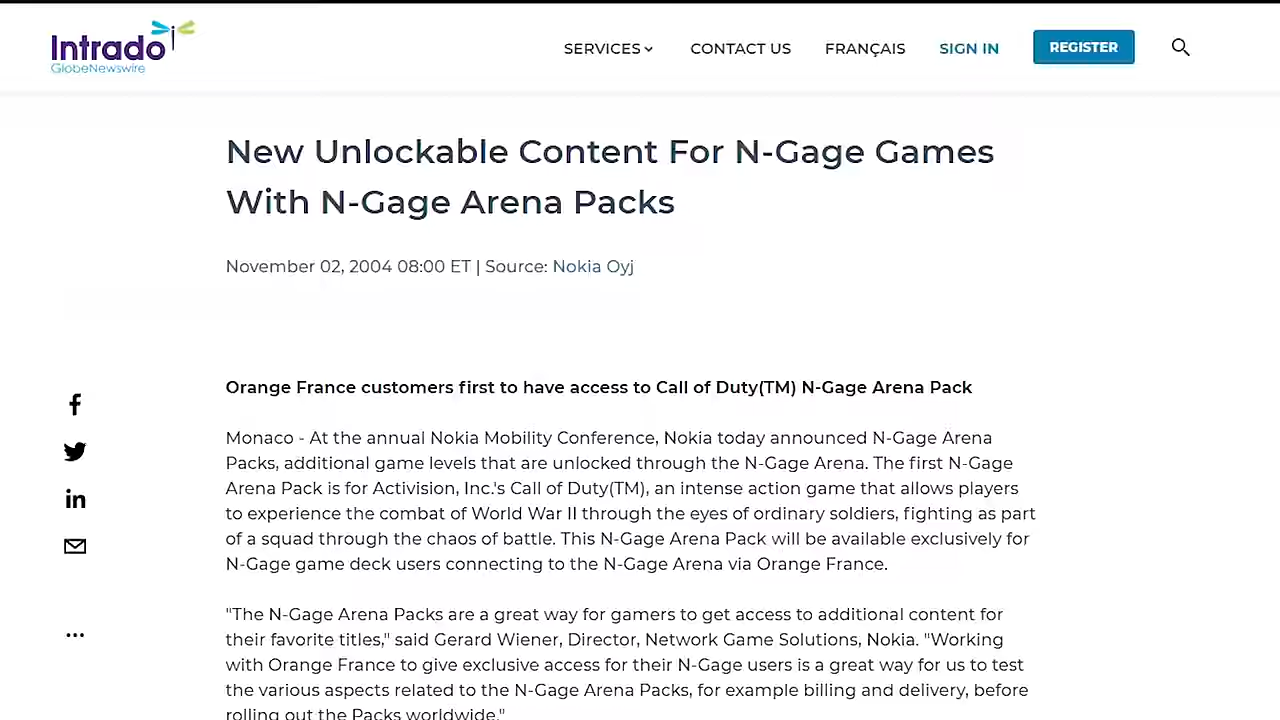 Intrado
GlobeNewswire
SERVICES
CONTACT US
FRANÇAIS
SIGN IN
REGISTER
New Unlockable Content For N-Gage Games
With N-Gage Arena Packs
November 02, 2004 08:00 ET | Source: Nokia Oyj
Orange France customers first to have access to Call of Duty(TM) N-Gage Arena Pack
Monaco - At the annual Nokia Mobility Conference, Nokia today announced N-Gage Arena
Packs, additional game levels that are unlocked through the N-Gage Arena. The first N-Gage
Arena Pack is for Activision, Inc.'s Call of Duty(TM), an intense action game that allows players
to experience the combat of World War II through the eyes of ordinary soldiers, fighting as part
of a squad through the chaos of battle. This N-Gage Arena Pack will be available exclusively for
N-Gage game deck users connecting to the N-Gage Arena via Orange France.
"The N-Gage Arena Packs are a great way for gamers to get access to additional content for
their favorite titles," said Gerard Wiener, Director, Network Game Solutions, Nokia. "Working
with Orange France to give exclusive access for their N-Gage users is a great way for us to test
the various aspects related to the N-Gage Arena Packs, for example billing and delivery, before
rolling out the Packs worldwide."